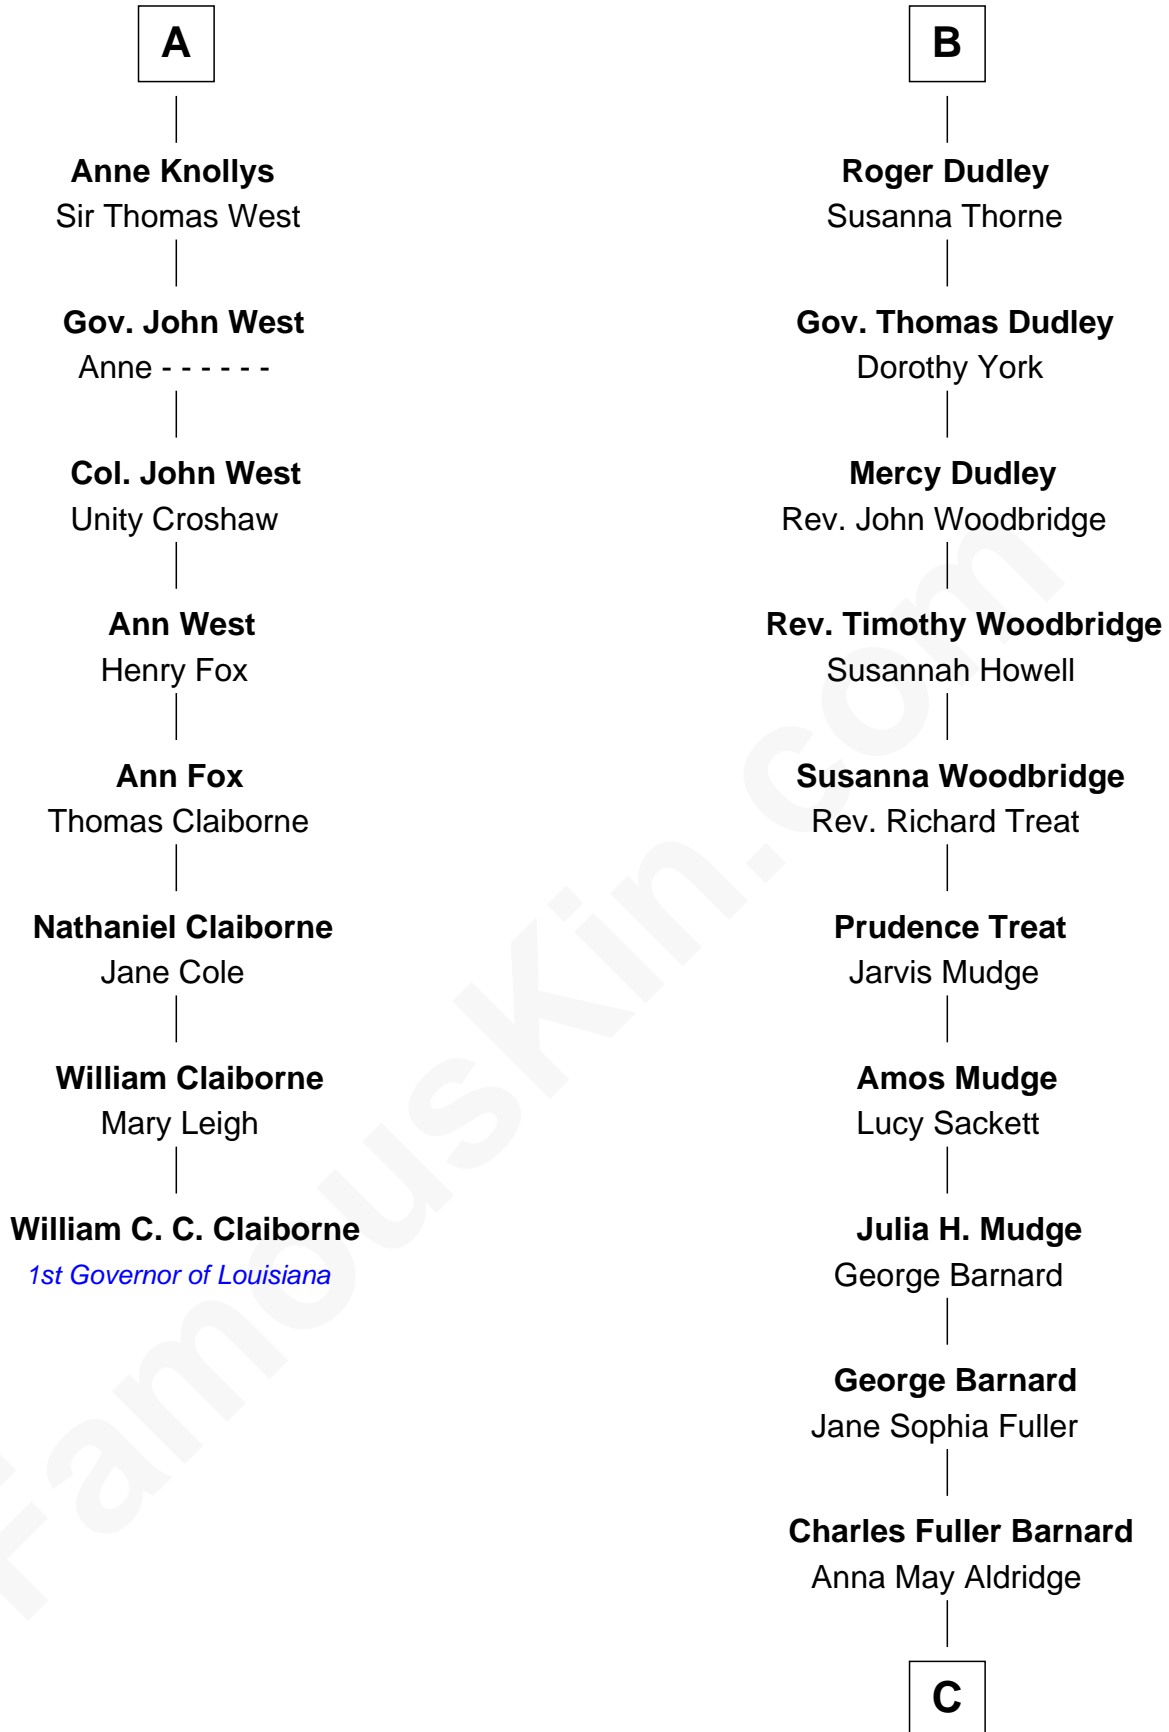 A
Anne Knollys
Sir Thomas West
Gov. John West
Anne - - - - - -
Col. John West
Unity Croshaw
Ann West
Henry Fox
Ann Fox
Thomas Claiborne
Nathaniel Claiborne
Jane Cole
William Claiborne
Mary Leigh
William C. C. Claiborne
1st Governor of Louisiana
B
Roger Dudley
Susanna Thorne
Gov. Thomas Dudley
Dorothy York
Mercy Dudley
Rev. John Woodbridge
Rev. Timothy Woodbridge
Susannah Howell
Susanna Woodbridge
Rev. Richard Treat
Prudence Treat
Jarvis Mudge
Amos Mudge
Lucy Sackett
Julia H. Mudge
George Barnard
George Barnard
Jane Sophia Fuller
Charles Fuller Barnard
Anna May Aldridge
C
FamousKin.com